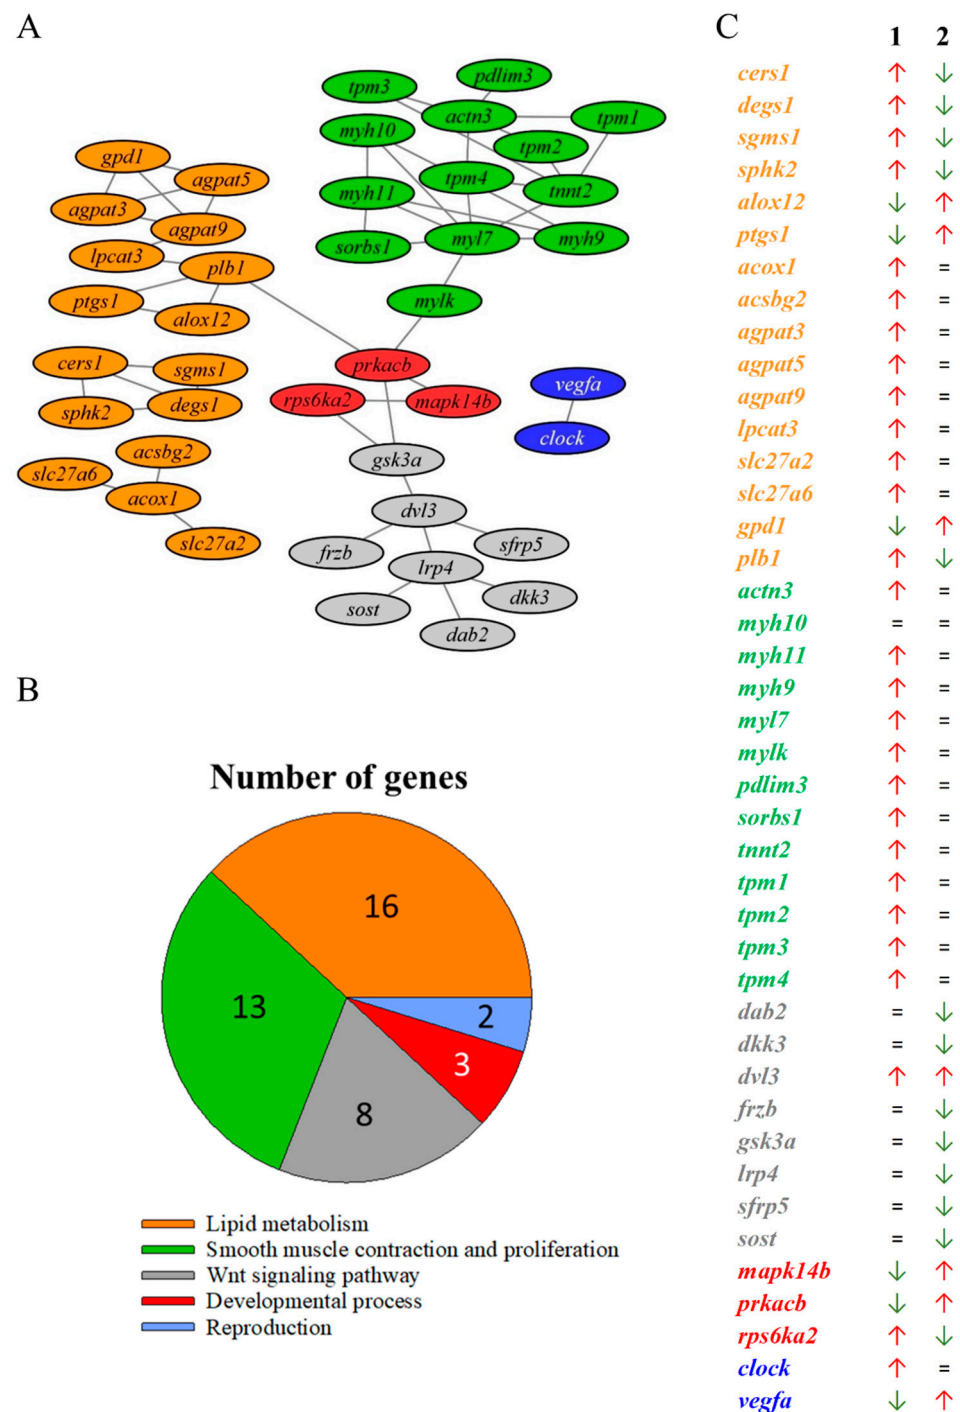 A
tpm3
pdlim3
actn3
tpm1
myh10
tpm2
gpd1
agpat5
tpm4
myh11
tnnt2
agpat3
agpat9
sorbs1
myl7
myh9
lpcat3
plb1
ptgs1
alox12
mylk
cers1
sgms1
prkacb
vegfa
sphk2
degs1
rps6ka2
mapk14b
clock
acsbg2
slc27a6
gsk3a
acox1
dvl3
slc27a2
frzb
sfrp5
lrp4
sost
dkk3
dab2
B
Number of genes
16
13
2
3
8
Lipid metabolism
Smooth muscle contraction and proliferation
Wnt signaling pathway
Developmental process
Reproduction
C
1 2
cers1 ↑ ↓
degs1 ↑ ↓
sgms1 ↑ ↓
sphk2 ↑ ↓
alox12 ↓ ↑
ptgs1 ↓ ↑
acox1 ↑ =
acsbg2 ↑ =
agpat3 ↑ =
agpat5 ↑ =
agpat9 ↑ =
lpcat3 ↑ =
slc27a2 ↑ =
slc27a6 ↑ =
gpd1 ↓ ↑
plb1 ↑ ↓
actn3 ↑ =
myh10 = =
myh11 ↑ =
myh9 ↑ =
myl7 ↑ =
mylk ↑ =
pdlim3 ↑ =
sorbs1 ↑ =
tnnt2 ↑ =
tpm1 ↑ =
tpm2 ↑ =
tpm3 ↑ =
tpm4 ↑ =
dab2 = ↓
dkk3 = ↓
dvl3 ↑ ↑
frzb = ↓
gsk3a = ↓
lrp4 = ↓
sfrp5 = ↓
sost = ↓
mapk14b ↓ ↑
prkacb ↓ ↑
rps6ka2 ↑ ↓
clock ↑ =
vegfa ↓ ↑